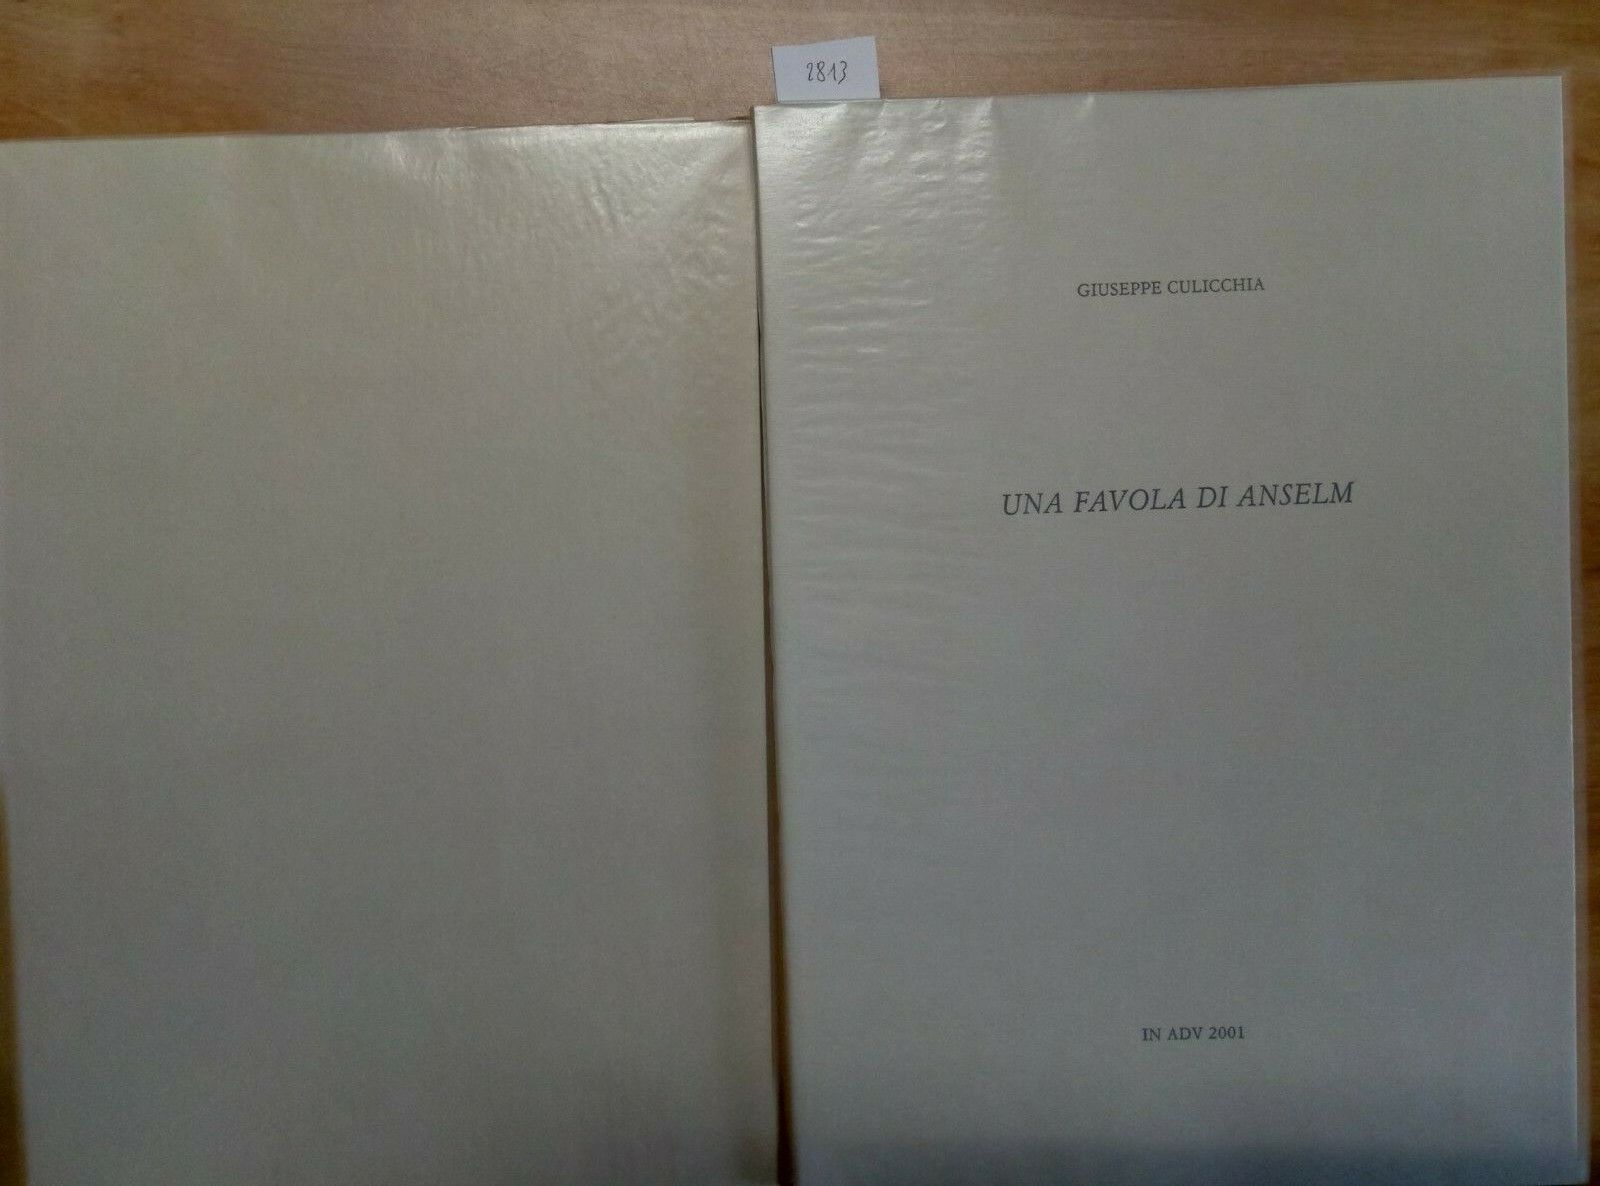 2813
GIUSEPPE CULICCHIA
UNA FAVOLA DI ANSELM
IN ADV 2001